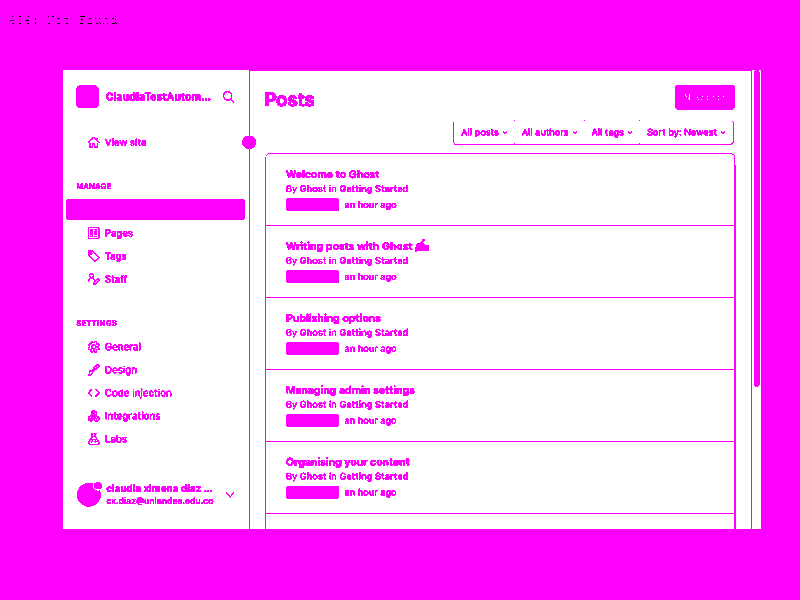 404: Not Found
ClaudiaTestAutom...
View site
MANAGE
Pages
Tags
Staff
SETTINGS
General
Design
Code injection
Integrations
Labs
claudia ximena diaz ...
cx.diaz@uniandes.edu.co
Posts
All posts
All authors
All tags
Sort by: Newest
Welcome to Ghost
By Ghost in Getting Started
an hour ago
Writing posts with Ghost ✍️
By Ghost in Getting Started
an hour ago
Publishing options
By Ghost in Getting Started
an hour ago
Managing admin settings
By Ghost in Getting Started
an hour ago
Organising your content
By Ghost in Getting Started
an hour ago